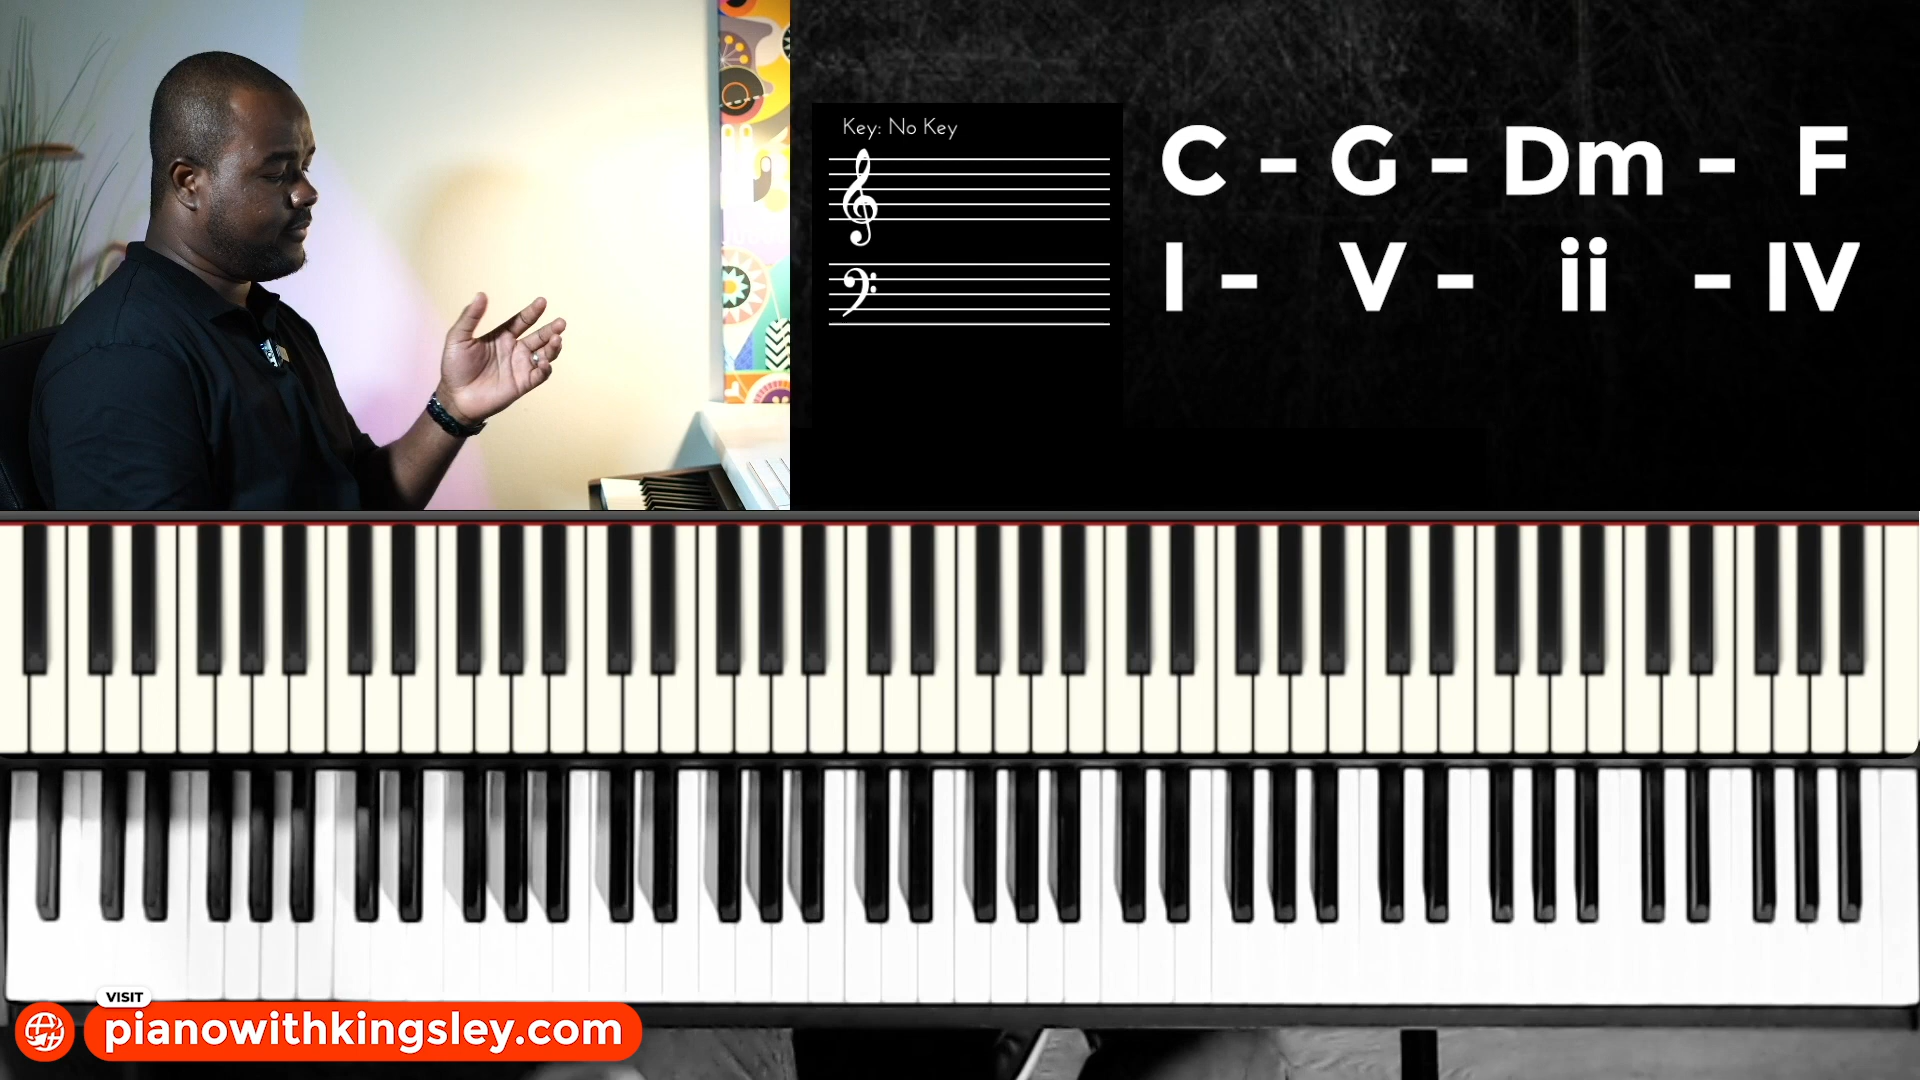 Key: No Key
C - G - Dm - F
I - V - ii - IV
VISIT
pianowithkingsley.com